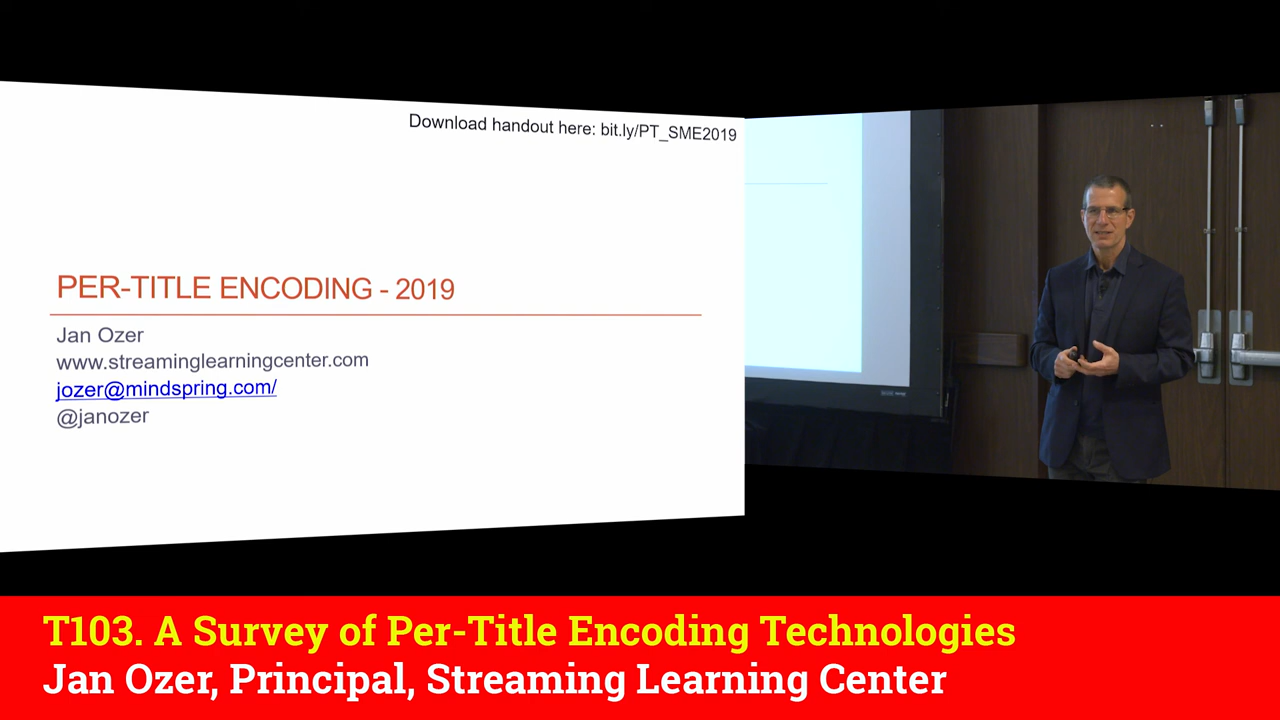 Download handout here: bit.ly/PT_SME2019
PER-TITLE ENCODING - 2019
Jan Ozer
www.streaminglearningcenter.com
jozer@mindspring.com/
@janozer
T103. A Survey of Per-Title Encoding Technologies
Jan Ozer, Principal, Streaming Learning Center